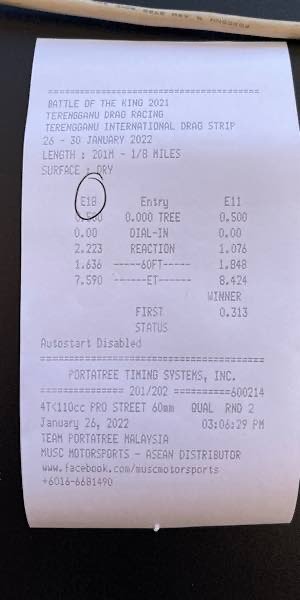 ==================================
BATTLE OF THE KING 2021
TERENGGANU DRAG RACING
TERENGGANU INTERNATIONAL DRAG STRIP
26 - 30 JANUARY 2022
LENGTH : 201M - 1/8 MILES
SURFACE : DRY
E18 Entry E11
0.500 0.000 TREE 0.500
0.00 DIAL-IN 0.00
2.223 REACTION 1.076
1.636 -----60FT----- 1.848
7.590 ------ET------ 8.424
WINNER
FIRST 0.313
STATUS
Autostart Disabled
==================================
PORTATREE TIMING SYSTEMS, INC.
============== 201/202 ==========600214
4T<110cc PRO STREET 60mm QUAL RND 2
January 26, 2022 03:06:29 PM
TEAM PORTATREE MALAYSIA
MUSC MOTORSPORTS - ASEAN DISTRIBUTOR
www.facebook.com/muscmotorsports
+6016-6681490